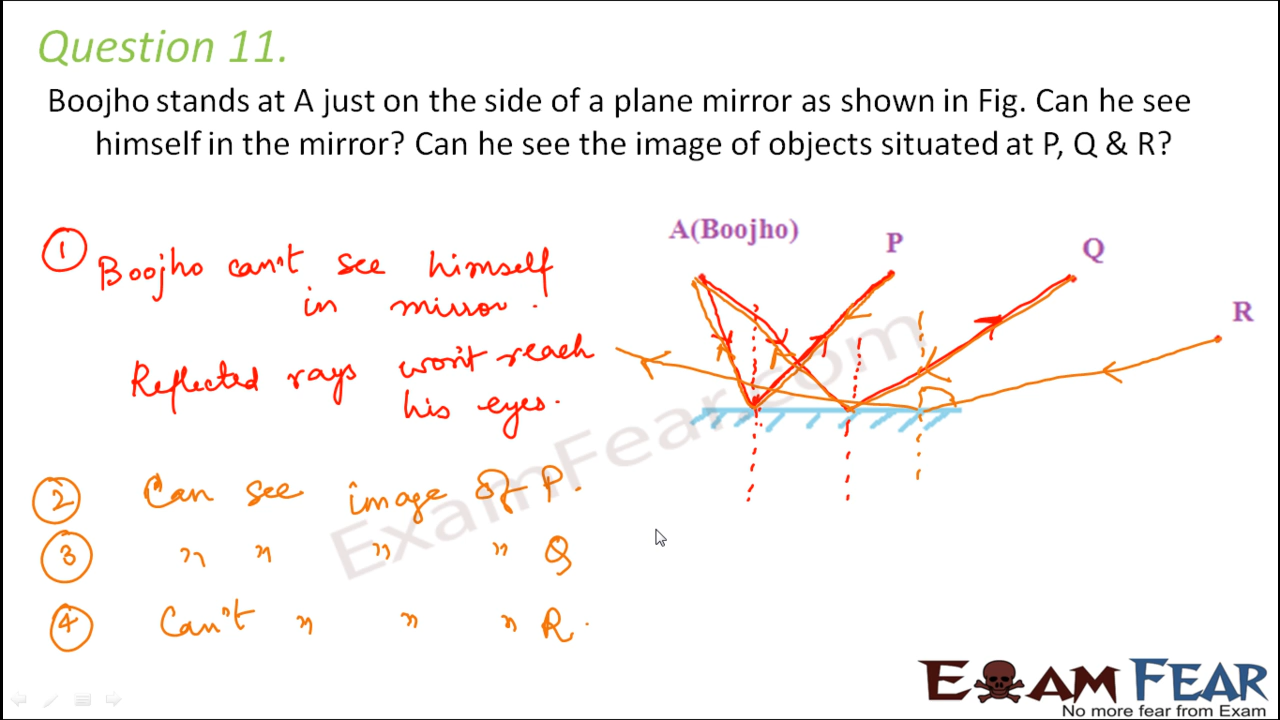 Question 11.
Boojho stands at A just on the side of a plane mirror as shown in Fig. Can he see
himself in the mirror? Can he see the image of objects situated at P, Q & R?
A(Boojho)
P
Q
R
① Boojho can't see himself
in mirror.
Reflected rays won't reach
his eyes.
② Can see image of P.
③ " " " " Q
④ Can't " " " R.
ExamFear.com
EXAM FEAR
No more fear from Exam